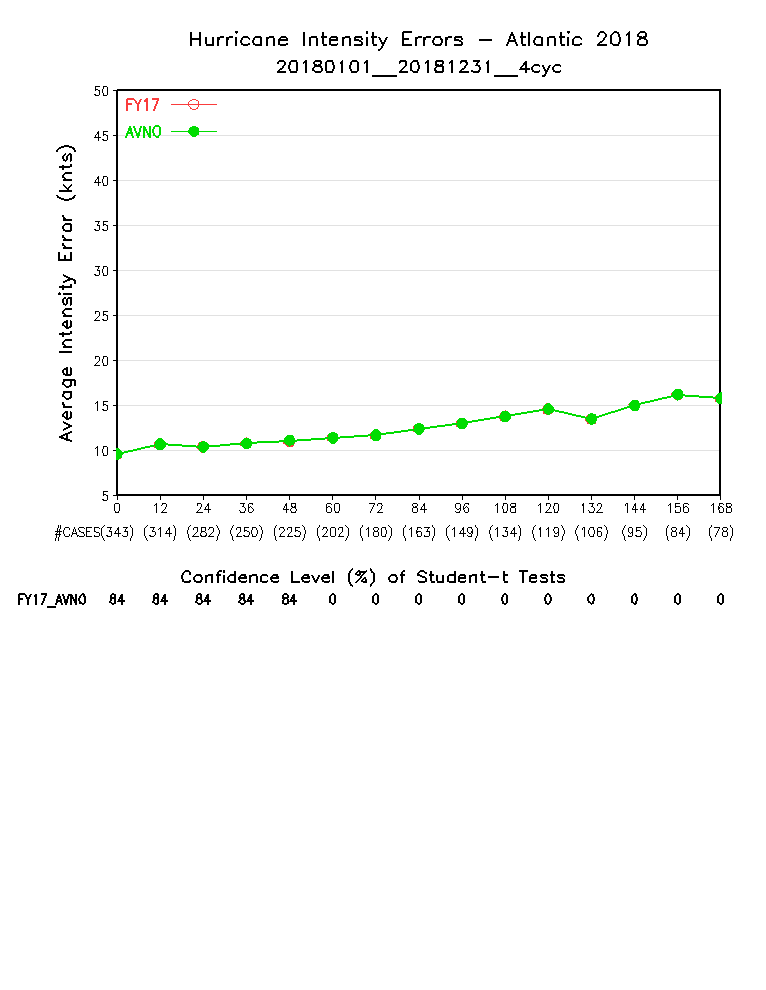 Hurricane Intensity Errors - Atlantic 2018
20180101__20181231__4cyc
FY17
AVNO
Average Intensity Error (knts)
50
45
40
35
30
25
20
15
10
5
0 12 24 36 48 60 72 84 96 108 120 132 144 156 168
#CASES(343) (314) (282) (250) (225) (202) (180) (163) (149) (134) (119) (106) (95) (84) (78)
Confidence Level (%) of Student-t Tests
FY17_AVNO 84 84 84 84 84 0 0 0 0 0 0 0 0 0 0